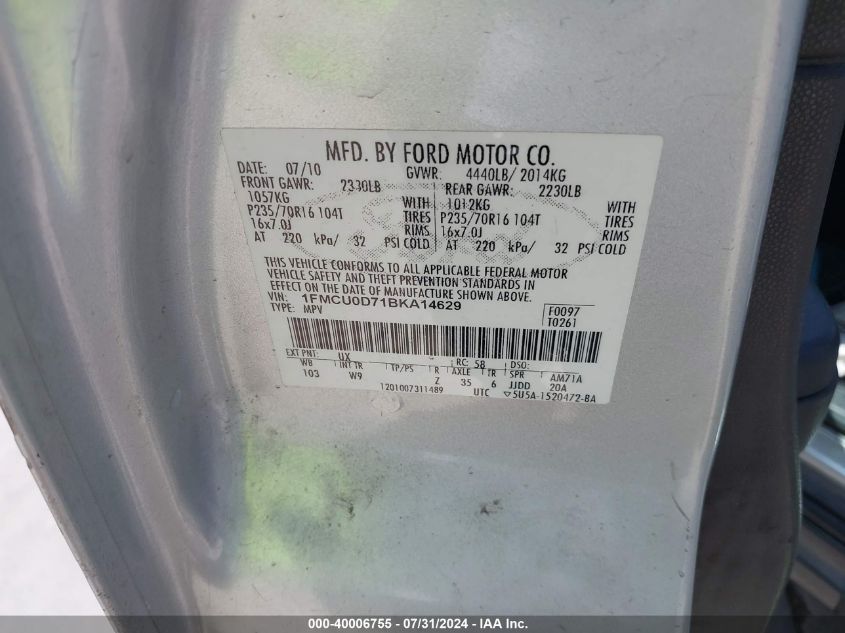 MFD. BY FORD MOTOR CO.
DATE: 07/10 GVWR: 4440LB/ 2014KG
FRONT GAWR: 2330LB REAR GAWR: 2230LB
1057KG WITH 1012KG WITH
P235/70R16 104T TIRES P235/70R16 104T TIRES
16x7.0J RIMS 16x7.0J RIMS
AT 220 kPa/ 32 PSI COLD AT 220 kPa/ 32 PSI COLD
THIS VEHICLE CONFORMS TO ALL APPLICABLE FEDERAL MOTOR
VEHICLE SAFETY AND THEFT PREVENTION STANDARDS IN
EFFECT ON THE DATE OF MANUFACTURE SHOWN ABOVE.
VIN: 1FMCU0D71BKA14629 F0097
TYPE: MPV T0261
EXT PNT: UX RC: 58 DSO:
WB INT TR TP/PS R AXLE TR SPR AM71A
103 W9 Z 35 6 JJDD 20A
1201007311489 UTC ▽5U5A-1520472-BA
000-40006755 - 07/31/2024 - IAAI.com - Copyright IAA, LLC.